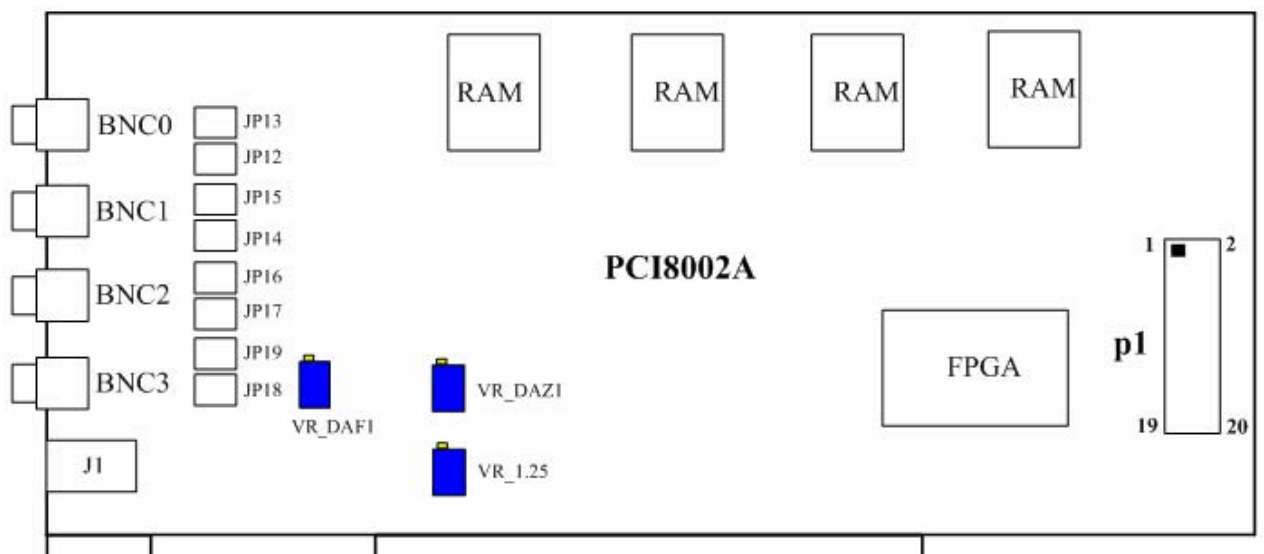 RAM RAM RAM RAM
BNC0 JP13
JP12
BNC1 JP15
JP14
PCI8002A
1 2
BNC2 JP16
JP17
p1
BNC3 JP19
JP18
FPGA
VR_DAZ1
VR_DAF1
19 20
J1
VR_1.25